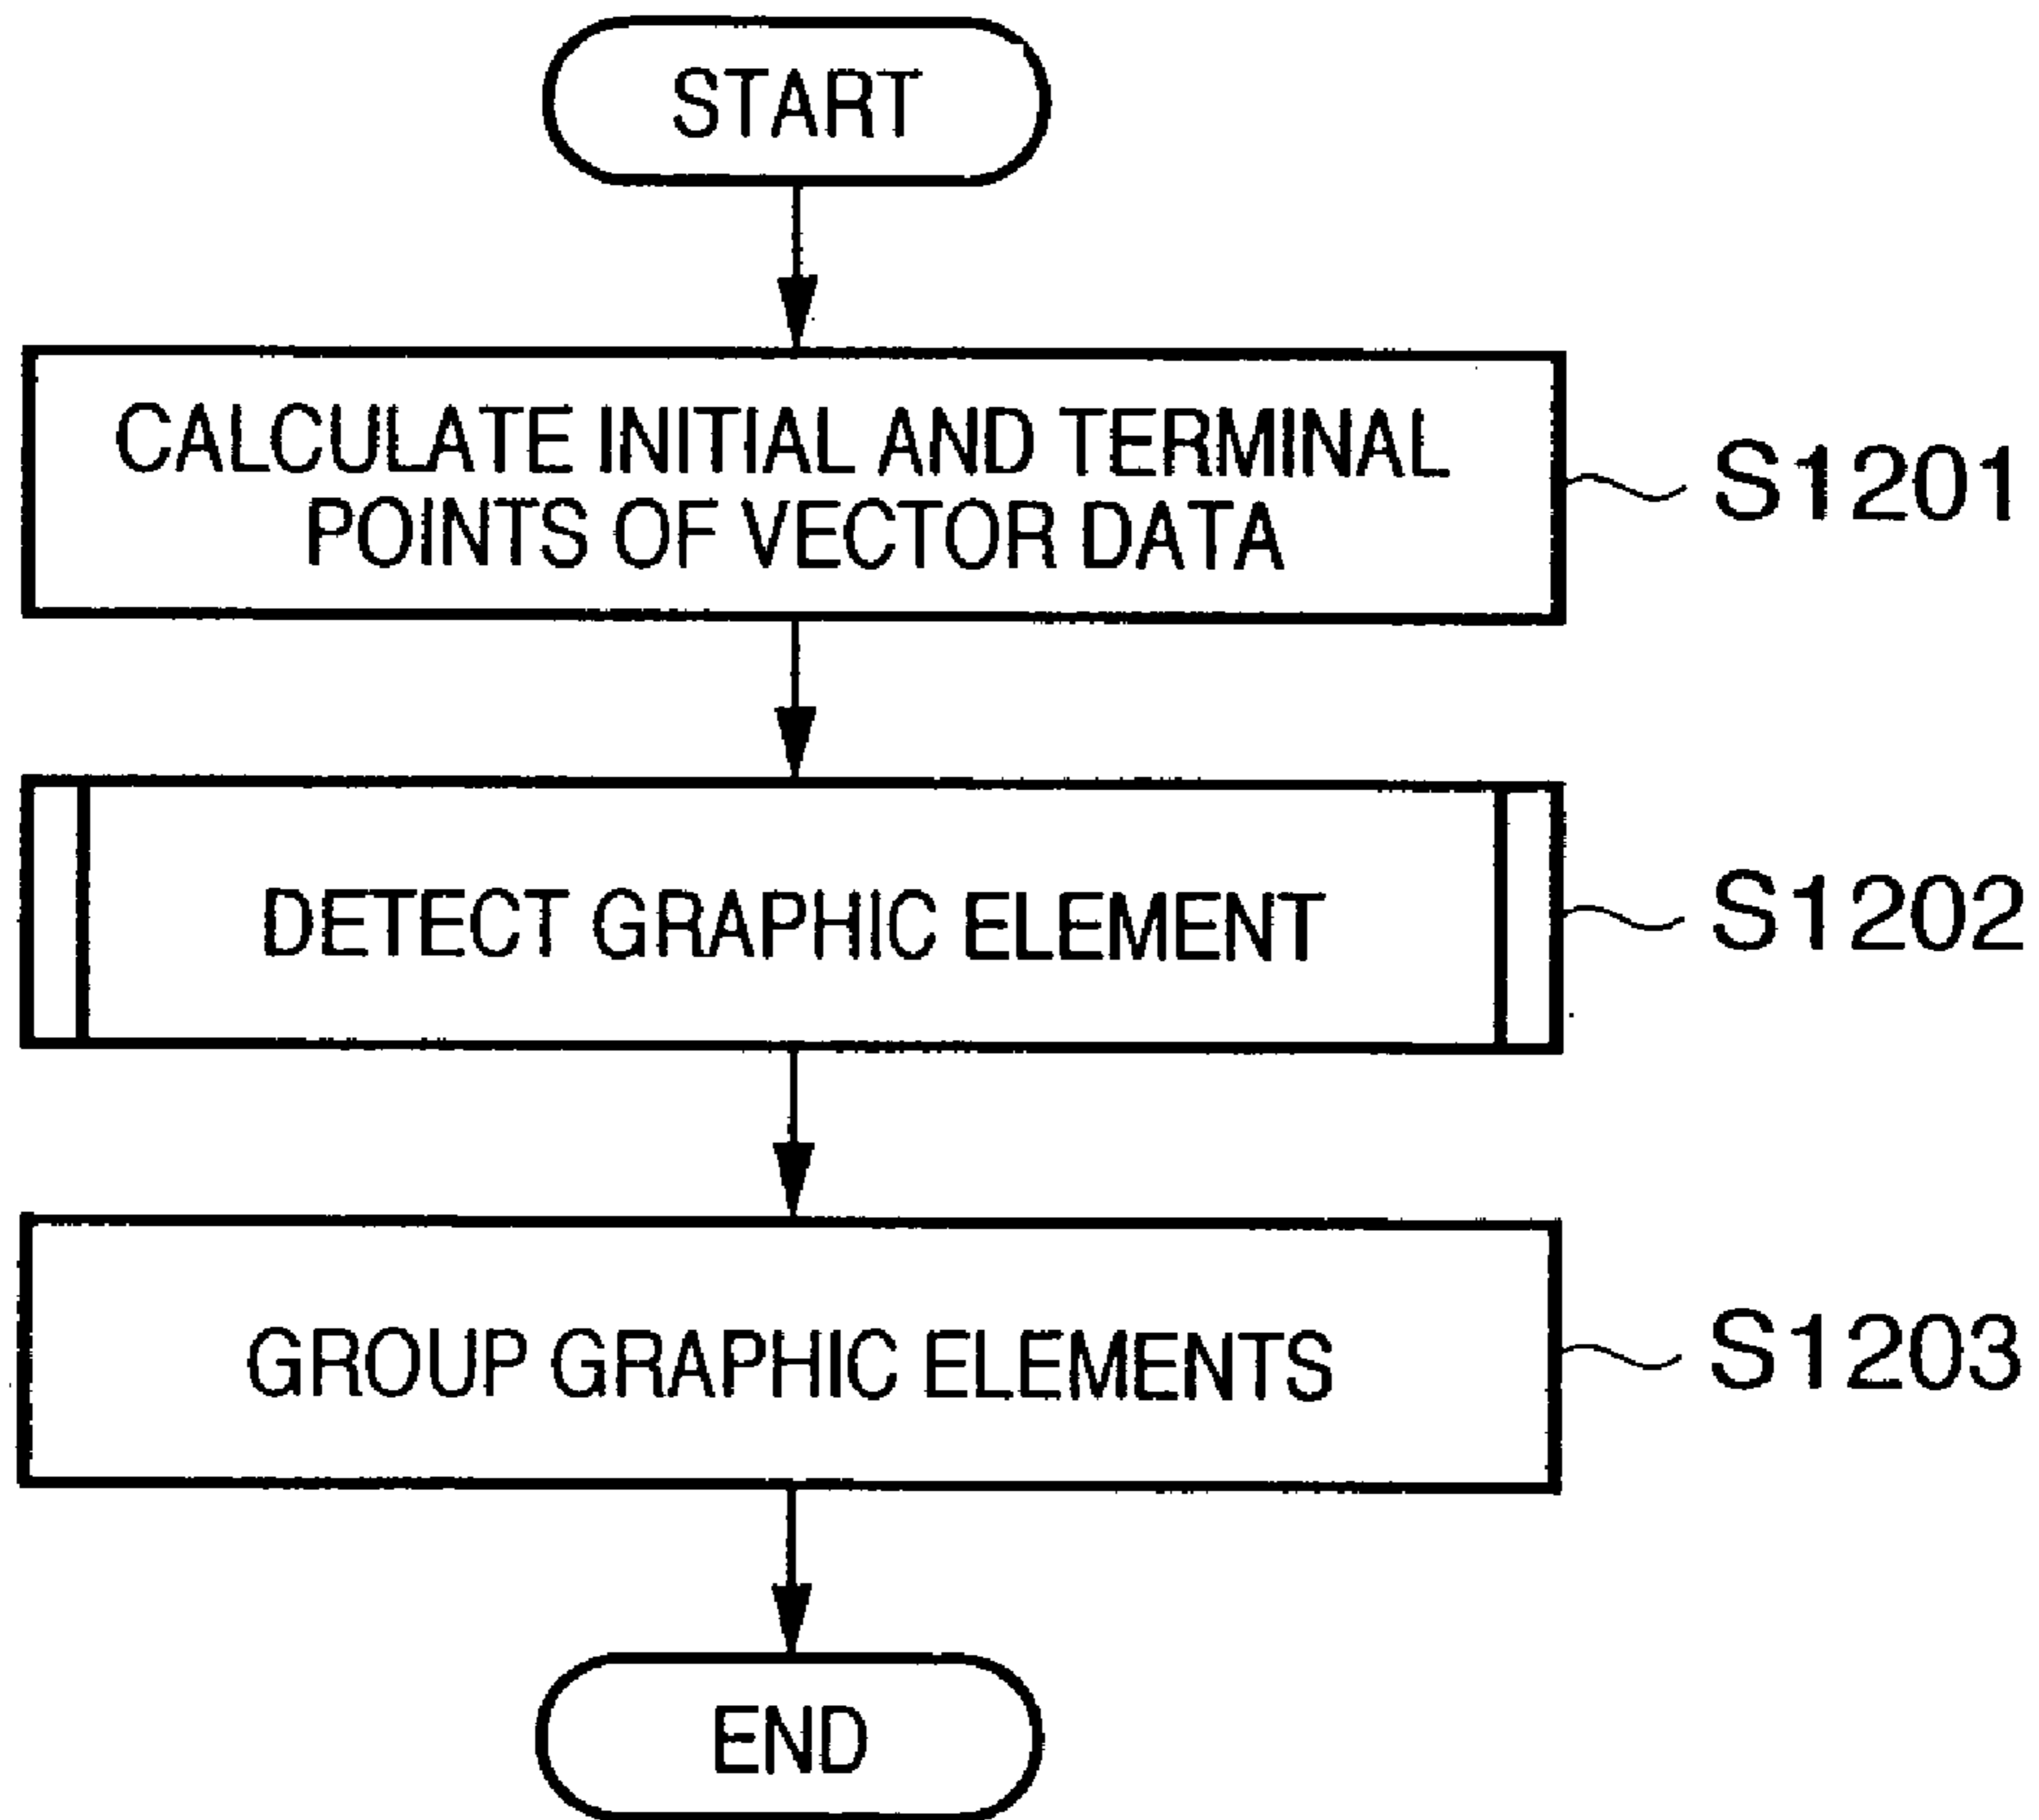 START
CALCULATE INITIAL AND TERMINAL
POINTS OF VECTOR DATA
S1201
DETECT GRAPHIC ELEMENT
S1202
GROUP GRAPHIC ELEMENTS
S1203
END